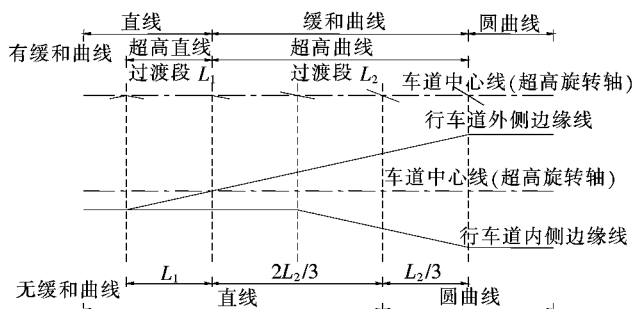 直线
缓和曲线
圆曲线
有缓和曲线
超高直线
过渡段 L₁
超高曲线
过渡段 L₂
车道中心线(超高旋转轴)
行车道外侧边缘线
车道中心线(超高旋转轴)
行车道内侧边缘线
L₁
2L₂/3
L₂/3
无缓和曲线
直线
圆曲线